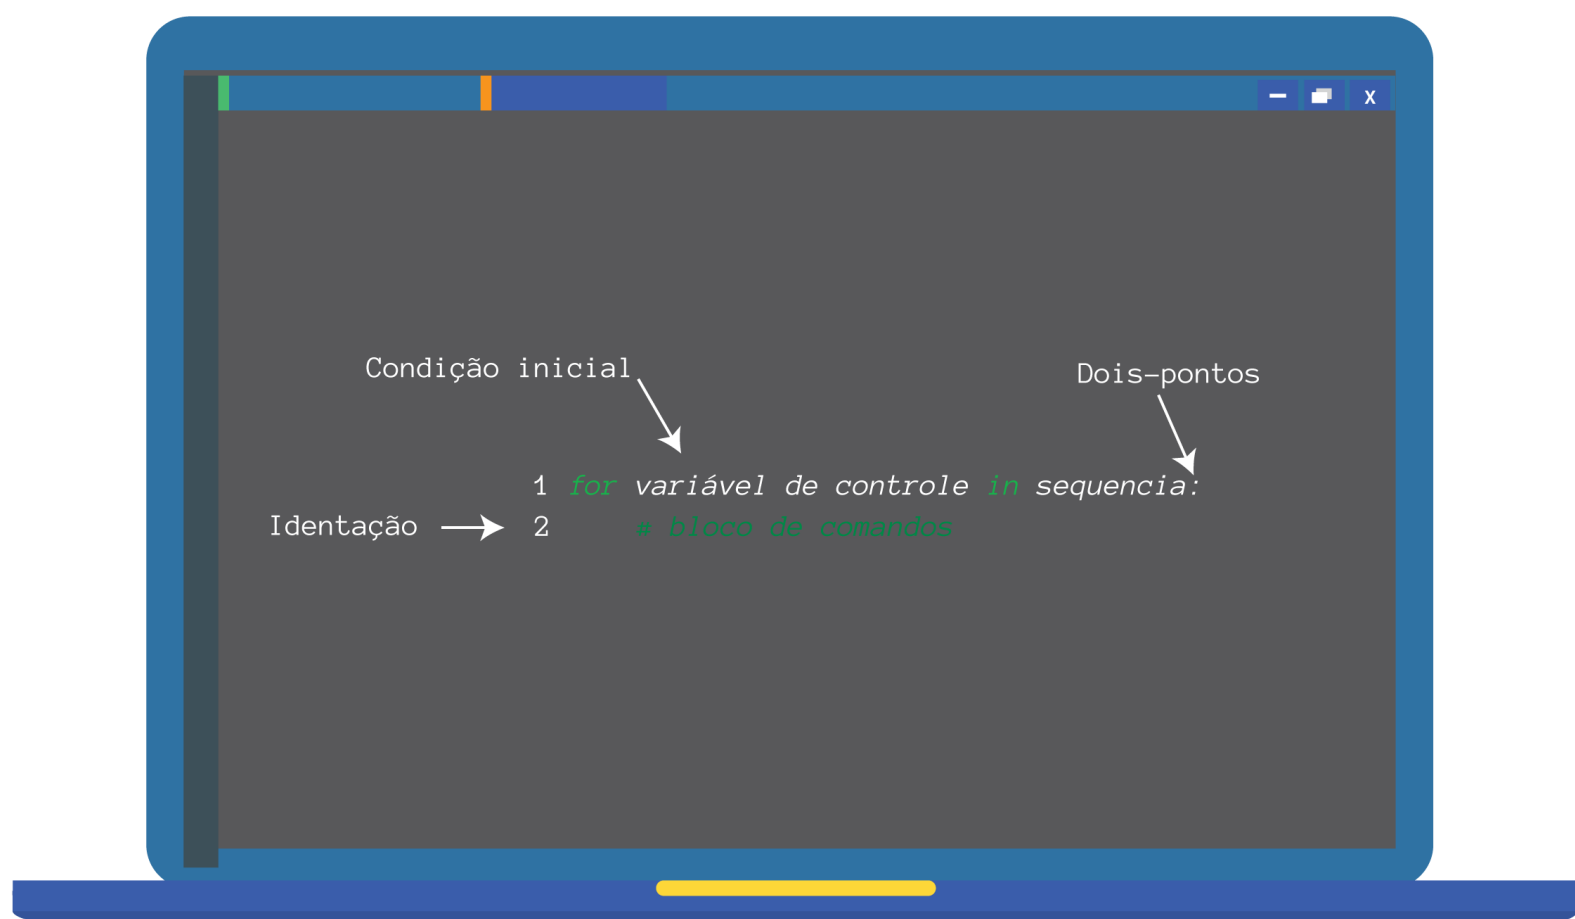 X
Condição inicial
Dois-pontos
1 for variável de controle in sequencia:
Identação
2 # bloco de comandos